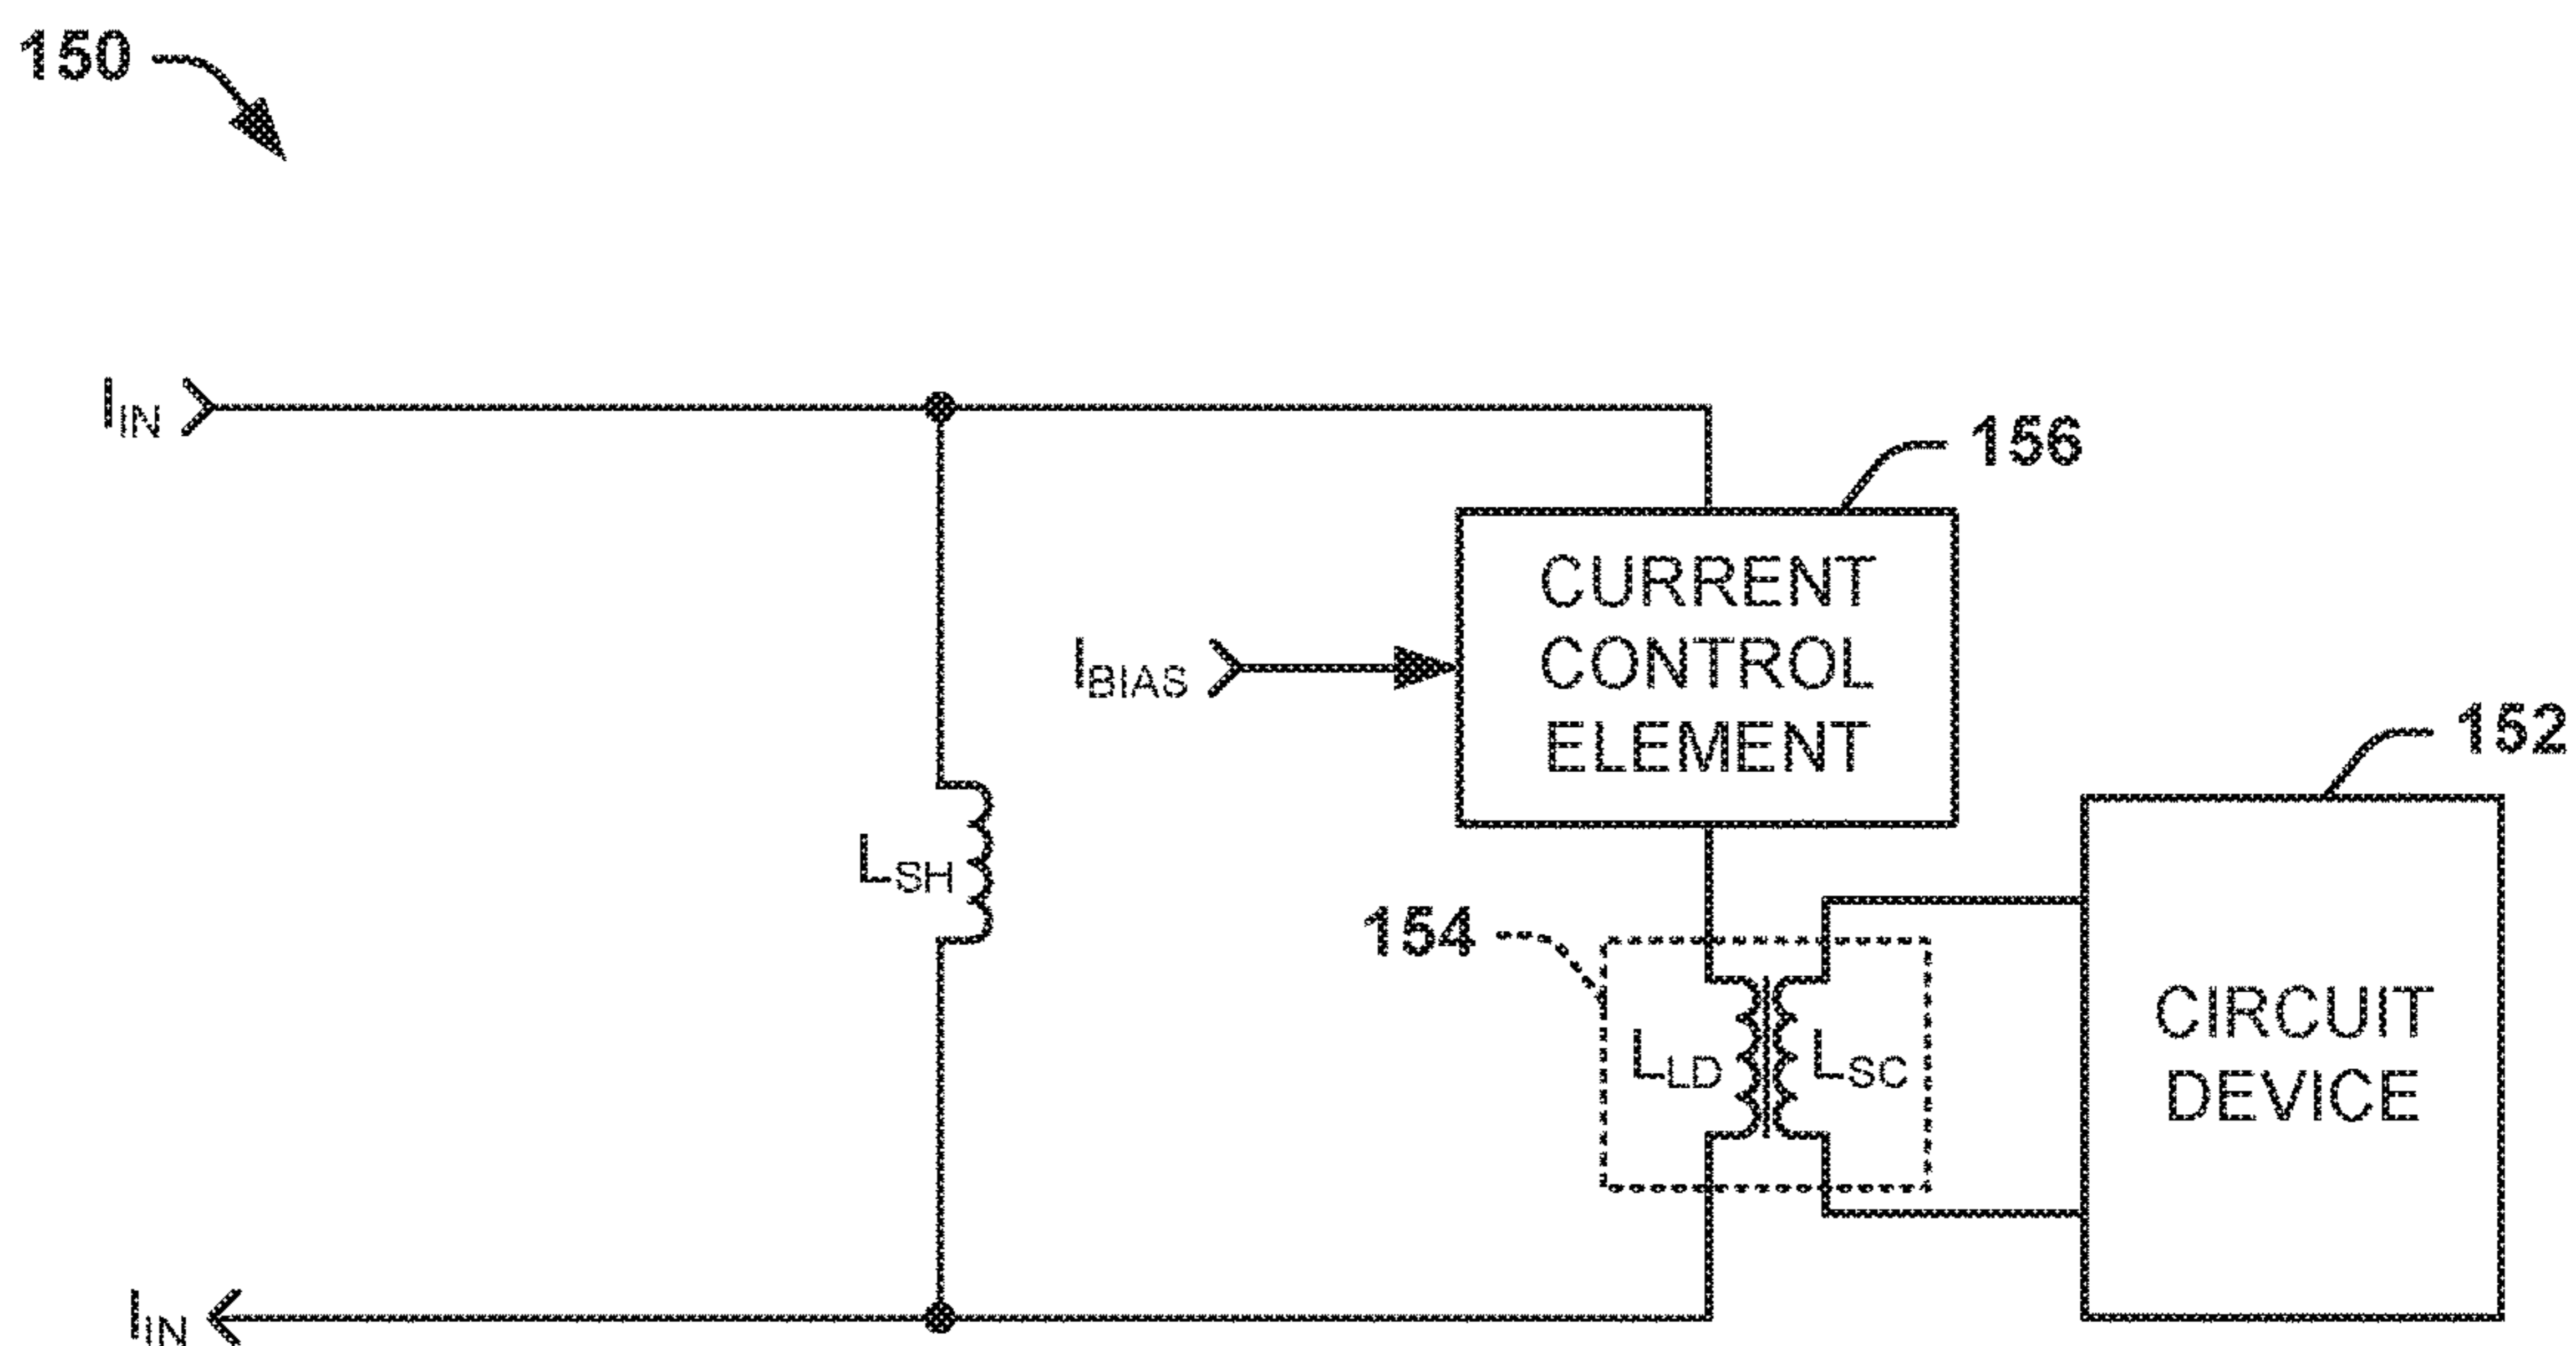 150
I_IN
156
CURRENT
CONTROL
ELEMENT
I_BIAS
152
L_SH
154
L_LD
L_SC
CIRCUIT
DEVICE
I_IN